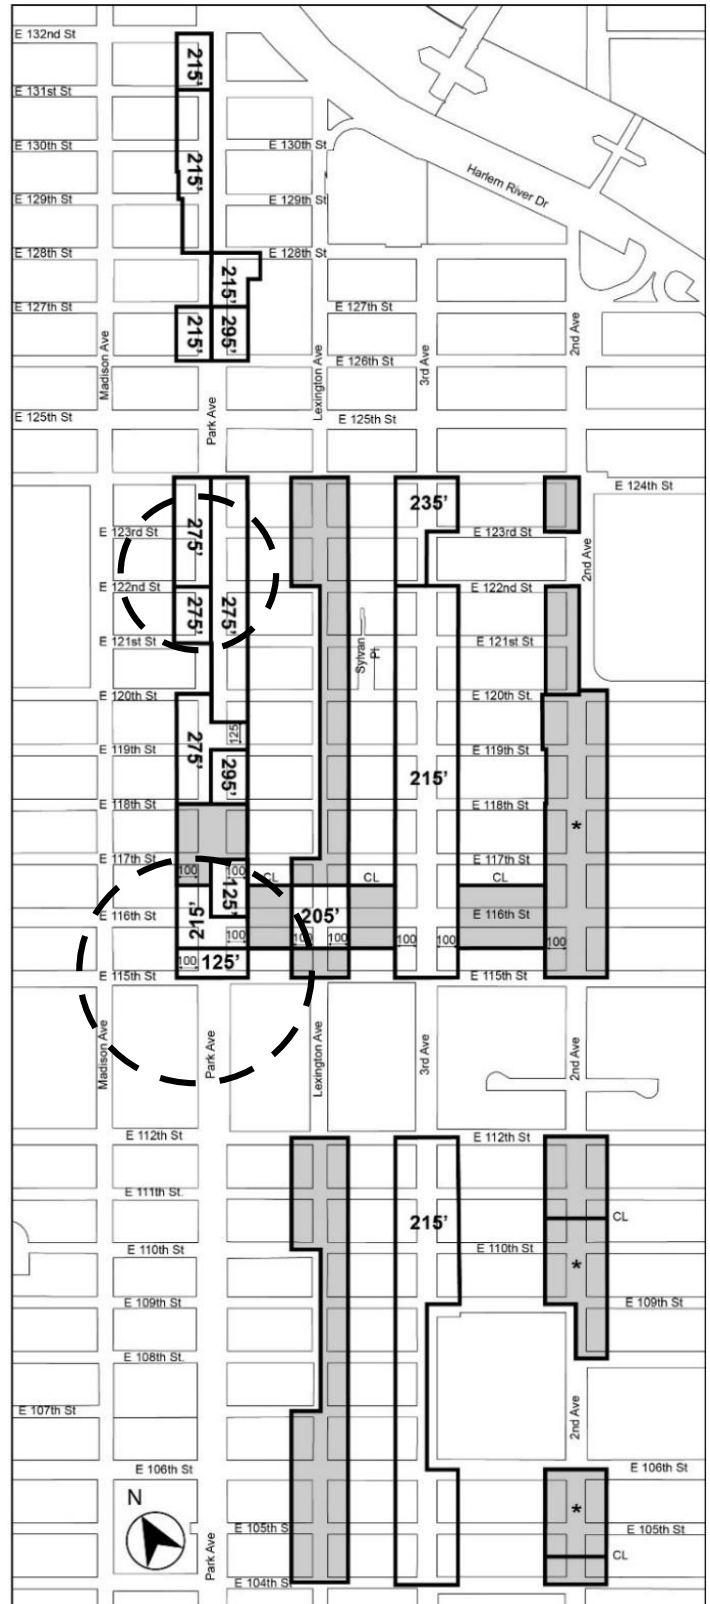 E 132nd St
215'
E 131st St
E 130th St
E 130th St
215'
Harlem River Dr
E 129th St
E 129th St
E 128th St
E 128th St
215'
E 127th St
E 127th St
215'
295'
Madison Ave
Lexington Ave
3rd Ave
2nd Ave
E 126th St
Park Ave
E 125th St
E 125th St
E 124th St
235'
275'
E 123rd St
E 123rd St
2nd Ave
E 122nd St
E 122nd St
275'
275'
E 121st St
E 121st St
Sylvan
Pl.
E 120th St
E 120th St.
125
275'
E 119th St
E 119th St
295'
215'
E 118th St
E 118th St
*
E 117th St
E 117th St
100
100
CL
CL
CL
125'
215'
E 116th St
205'
E 116th St
100
100
100
100
100
100
100
125'
E 115th St
E 115th St
Madison Ave
Park Ave
Lexington Ave
3rd Ave
2nd Ave
E 112th St
E 112th St
E 111th St.
215'
CL
E 110th St
E 110th St
*
E 109th St
E 109th St
E 108th St.
E 107th St
2nd Ave
E 106th St
E 106th St
N
*
E 105th S
E 105th St
Park Ave
CL
E 104th St